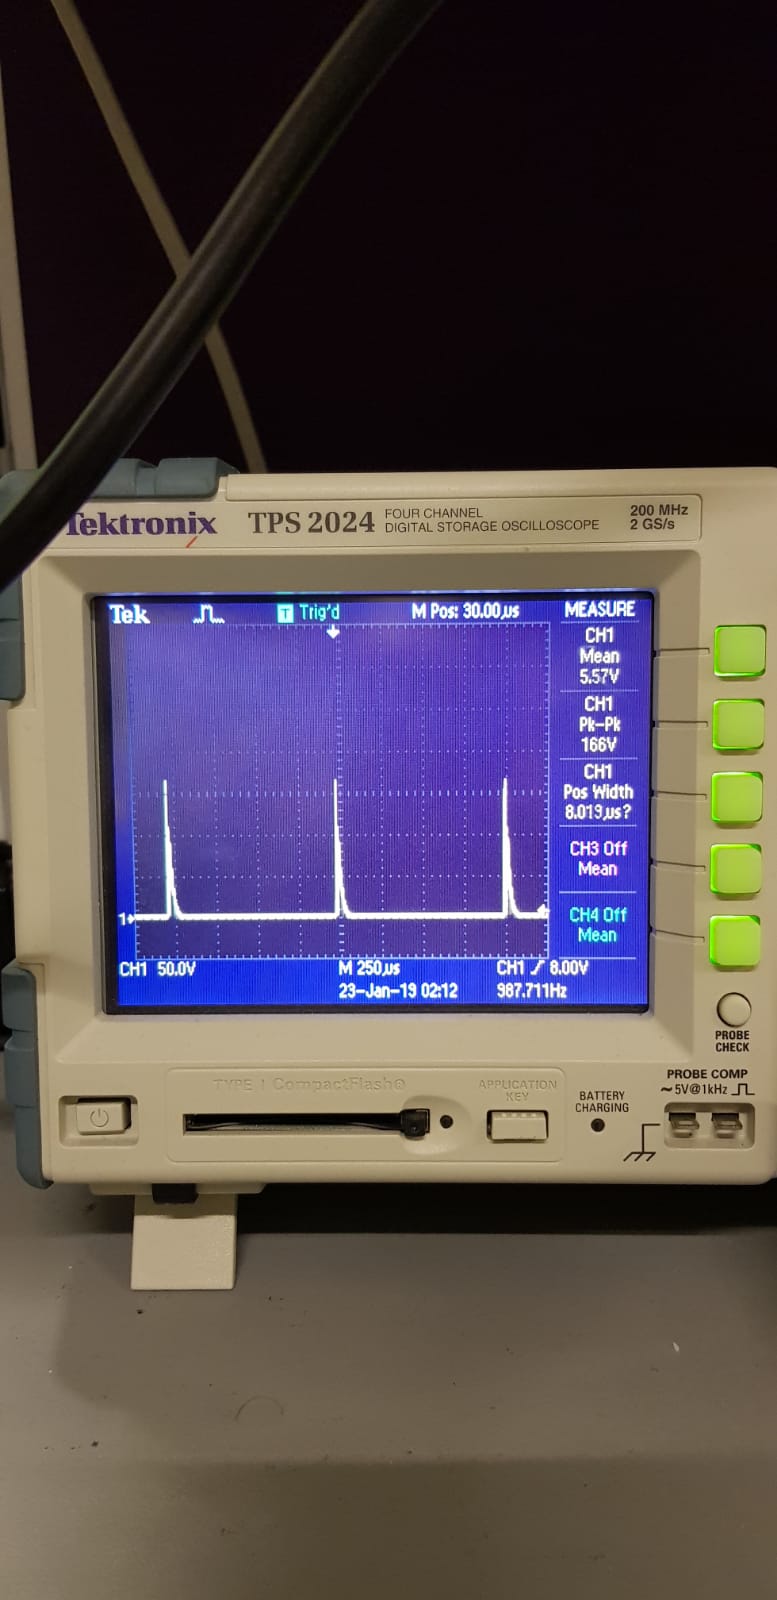 Tektronix TPS 2024 FOUR CHANNEL
DIGITAL STORAGE OSCILLOSCOPE
200 MHz
2 GS/s
Tek T Trig'd M Pos: 30.00µs MEASURE
CH1
Mean
5.57V
CH1
Pk-Pk
166V
CH1
Pos Width
8.019µs?
CH3 Off
Mean
CH4 Off
Mean
1
CH1 50.0V M 250µs CH1 8.00V
23-Jan-19 02:12 987.711Hz
PROBE
CHECK
TYPE I CompactFlash®
APPLICATION
KEY
BATTERY
CHARGING
PROBE COMP
~5V@1kHz